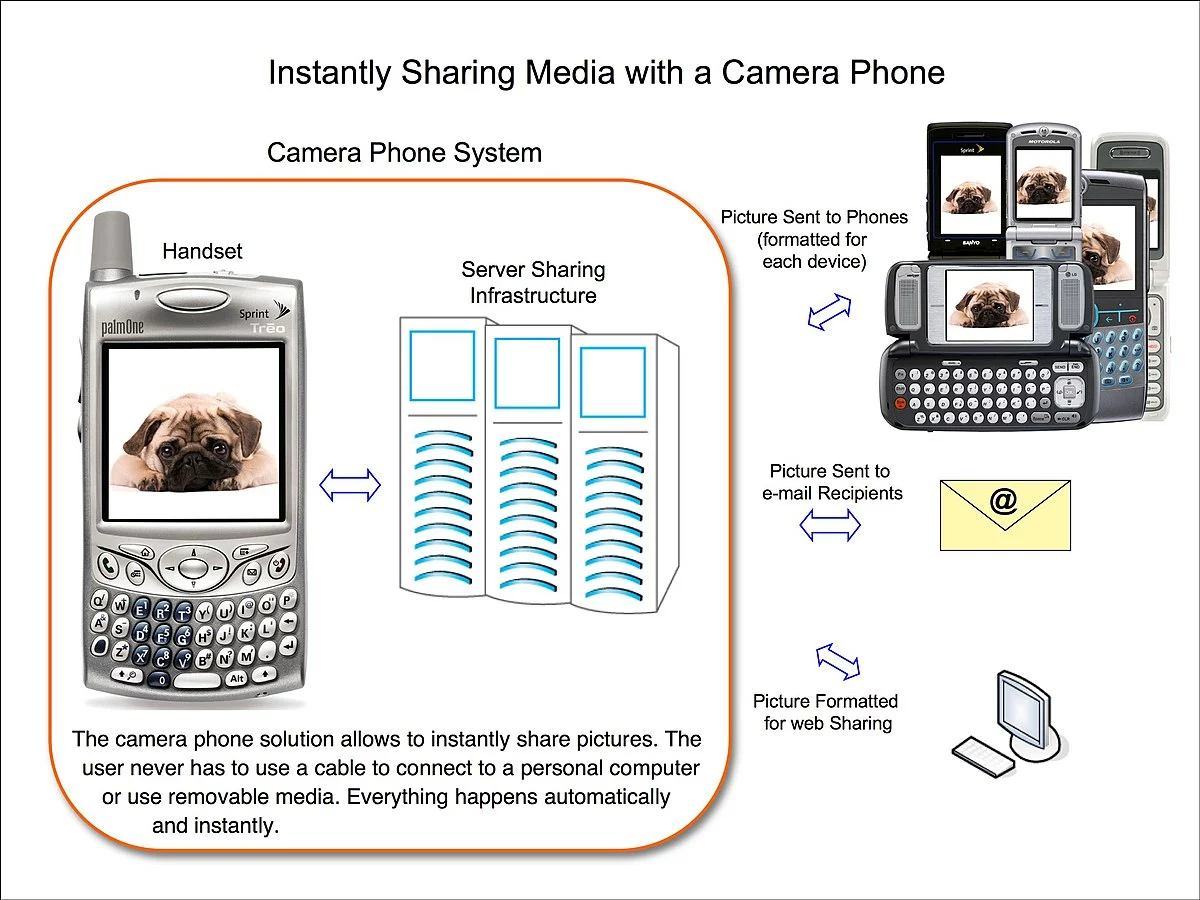 Instantly Sharing Media with a Camera Phone
Camera Phone System
Handset
Sprint
palmOne
Trēo
Server Sharing
Infrastructure
The camera phone solution allows to instantly share pictures. The
user never has to use a cable to connect to a personal computer
or use removable media. Everything happens automatically
and instantly.
Picture Sent to Phones
(formatted for
each device)
Sprint
SANYO
MOTOROLA
LG
Picture Sent to
e-mail Recipients
@
Picture Formatted
for web Sharing
Q W E R T Y U I O P
A S D F G H J K L
Z X C V B N M .
0 Alt